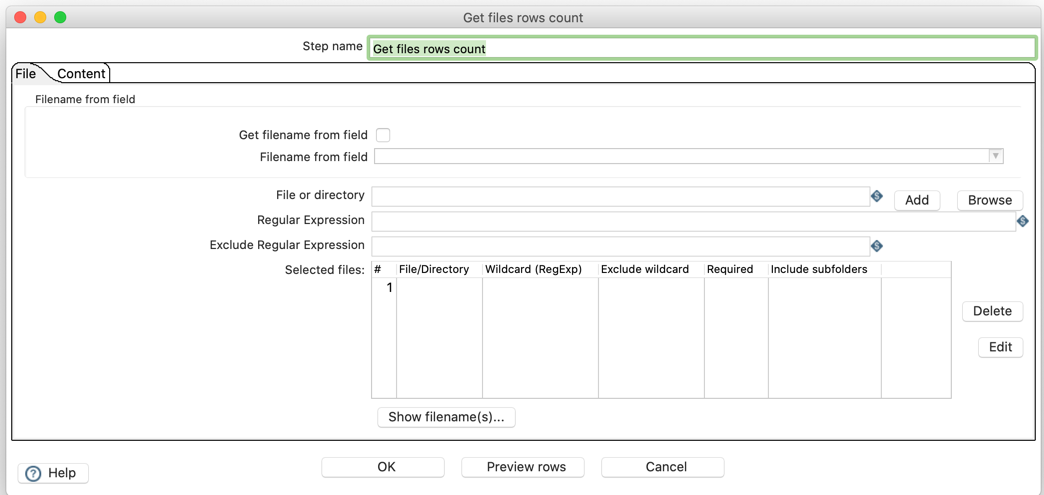 Get files rows count
Step name Get files rows count
File Content
Filename from field
Get filename from field
Filename from field
File or directory Add Browse
Regular Expression
Exclude Regular Expression
Selected files: # File/Directory Wildcard (RegExp) Exclude wildcard Required Include subfolders
1
Delete
Edit
Show filename(s)...
? Help OK Preview rows Cancel